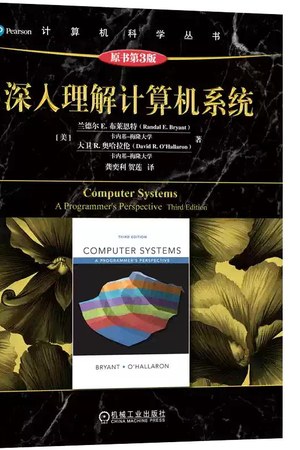 Pearson 计算机科学丛书
原书第3版
深入理解计算机系统
兰德尔 E. 布莱恩特 (Randal E. Bryant)
卡内基-梅隆大学
[美] 著
大卫 R. 奥哈拉伦 (David R. O'Hallaron)
卡内基-梅隆大学
龚奕利 贺莲 译
Computer Systems
A Programmer's Perspective Third Edition
THIRD EDITION
COMPUTER SYSTEMS
A PROGRAMMER'S PERSPECTIVE
BRYANT • O'HALLARON
机械工业出版社